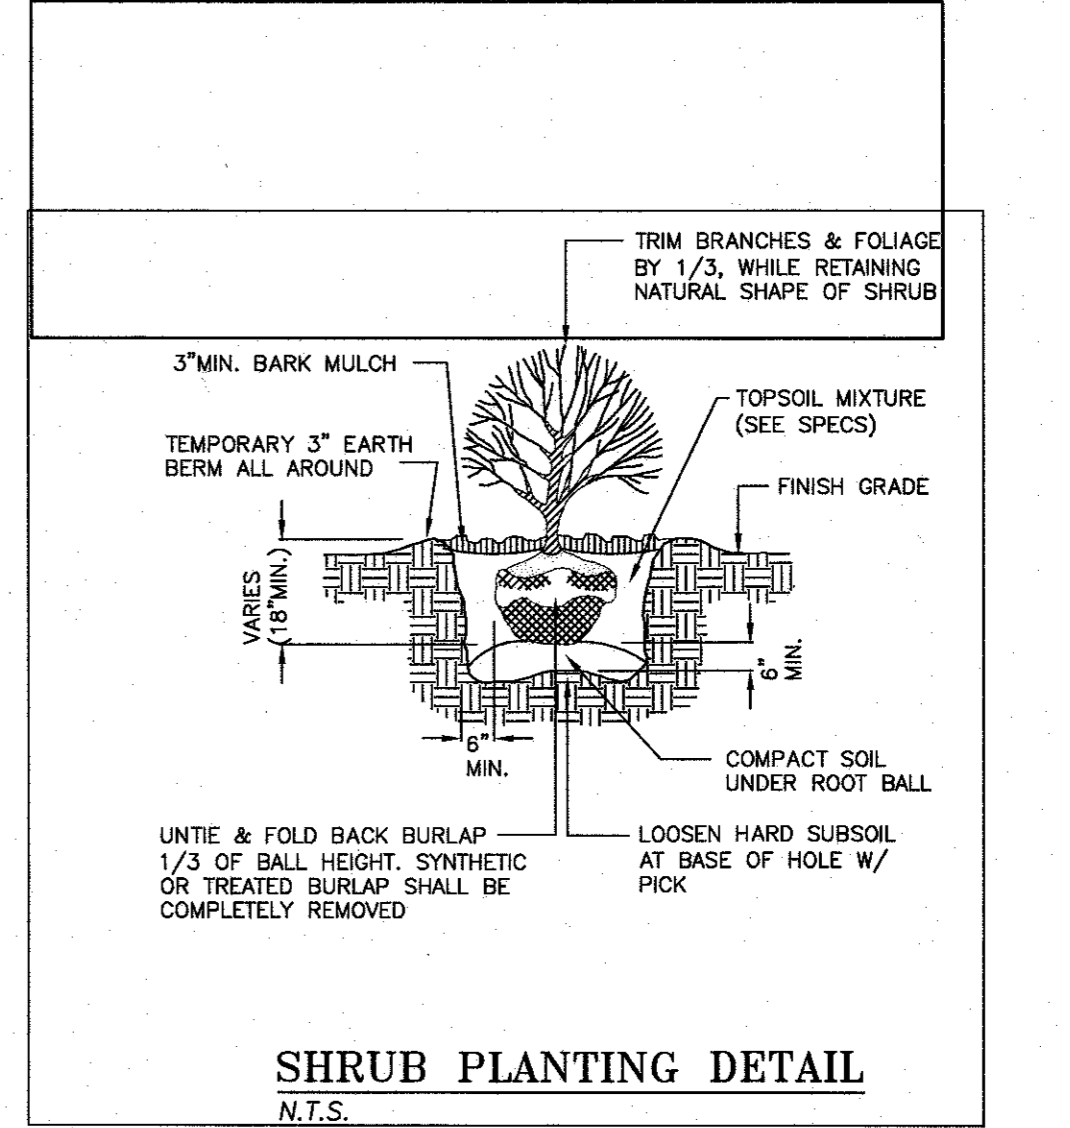 TRIM BRANCHES & FOLIAGE
BY 1/3, WHILE RETAINING
NATURAL SHAPE OF SHRUB
3"MIN. BARK MULCH
TOPSOIL MIXTURE
(SEE SPECS)
TEMPORARY 3" EARTH
BERM ALL AROUND
FINISH GRADE
VARIES
(18"MIN.)
6"
MIN.
6"
MIN.
COMPACT SOIL
UNDER ROOT BALL
UNTIE & FOLD BACK BURLAP
1/3 OF BALL HEIGHT. SYNTHETIC
OR TREATED BURLAP SHALL BE
COMPLETELY REMOVED
LOOSEN HARD SUBSOIL
AT BASE OF HOLE W/
PICK
SHRUB PLANTING DETAIL
N.T.S.